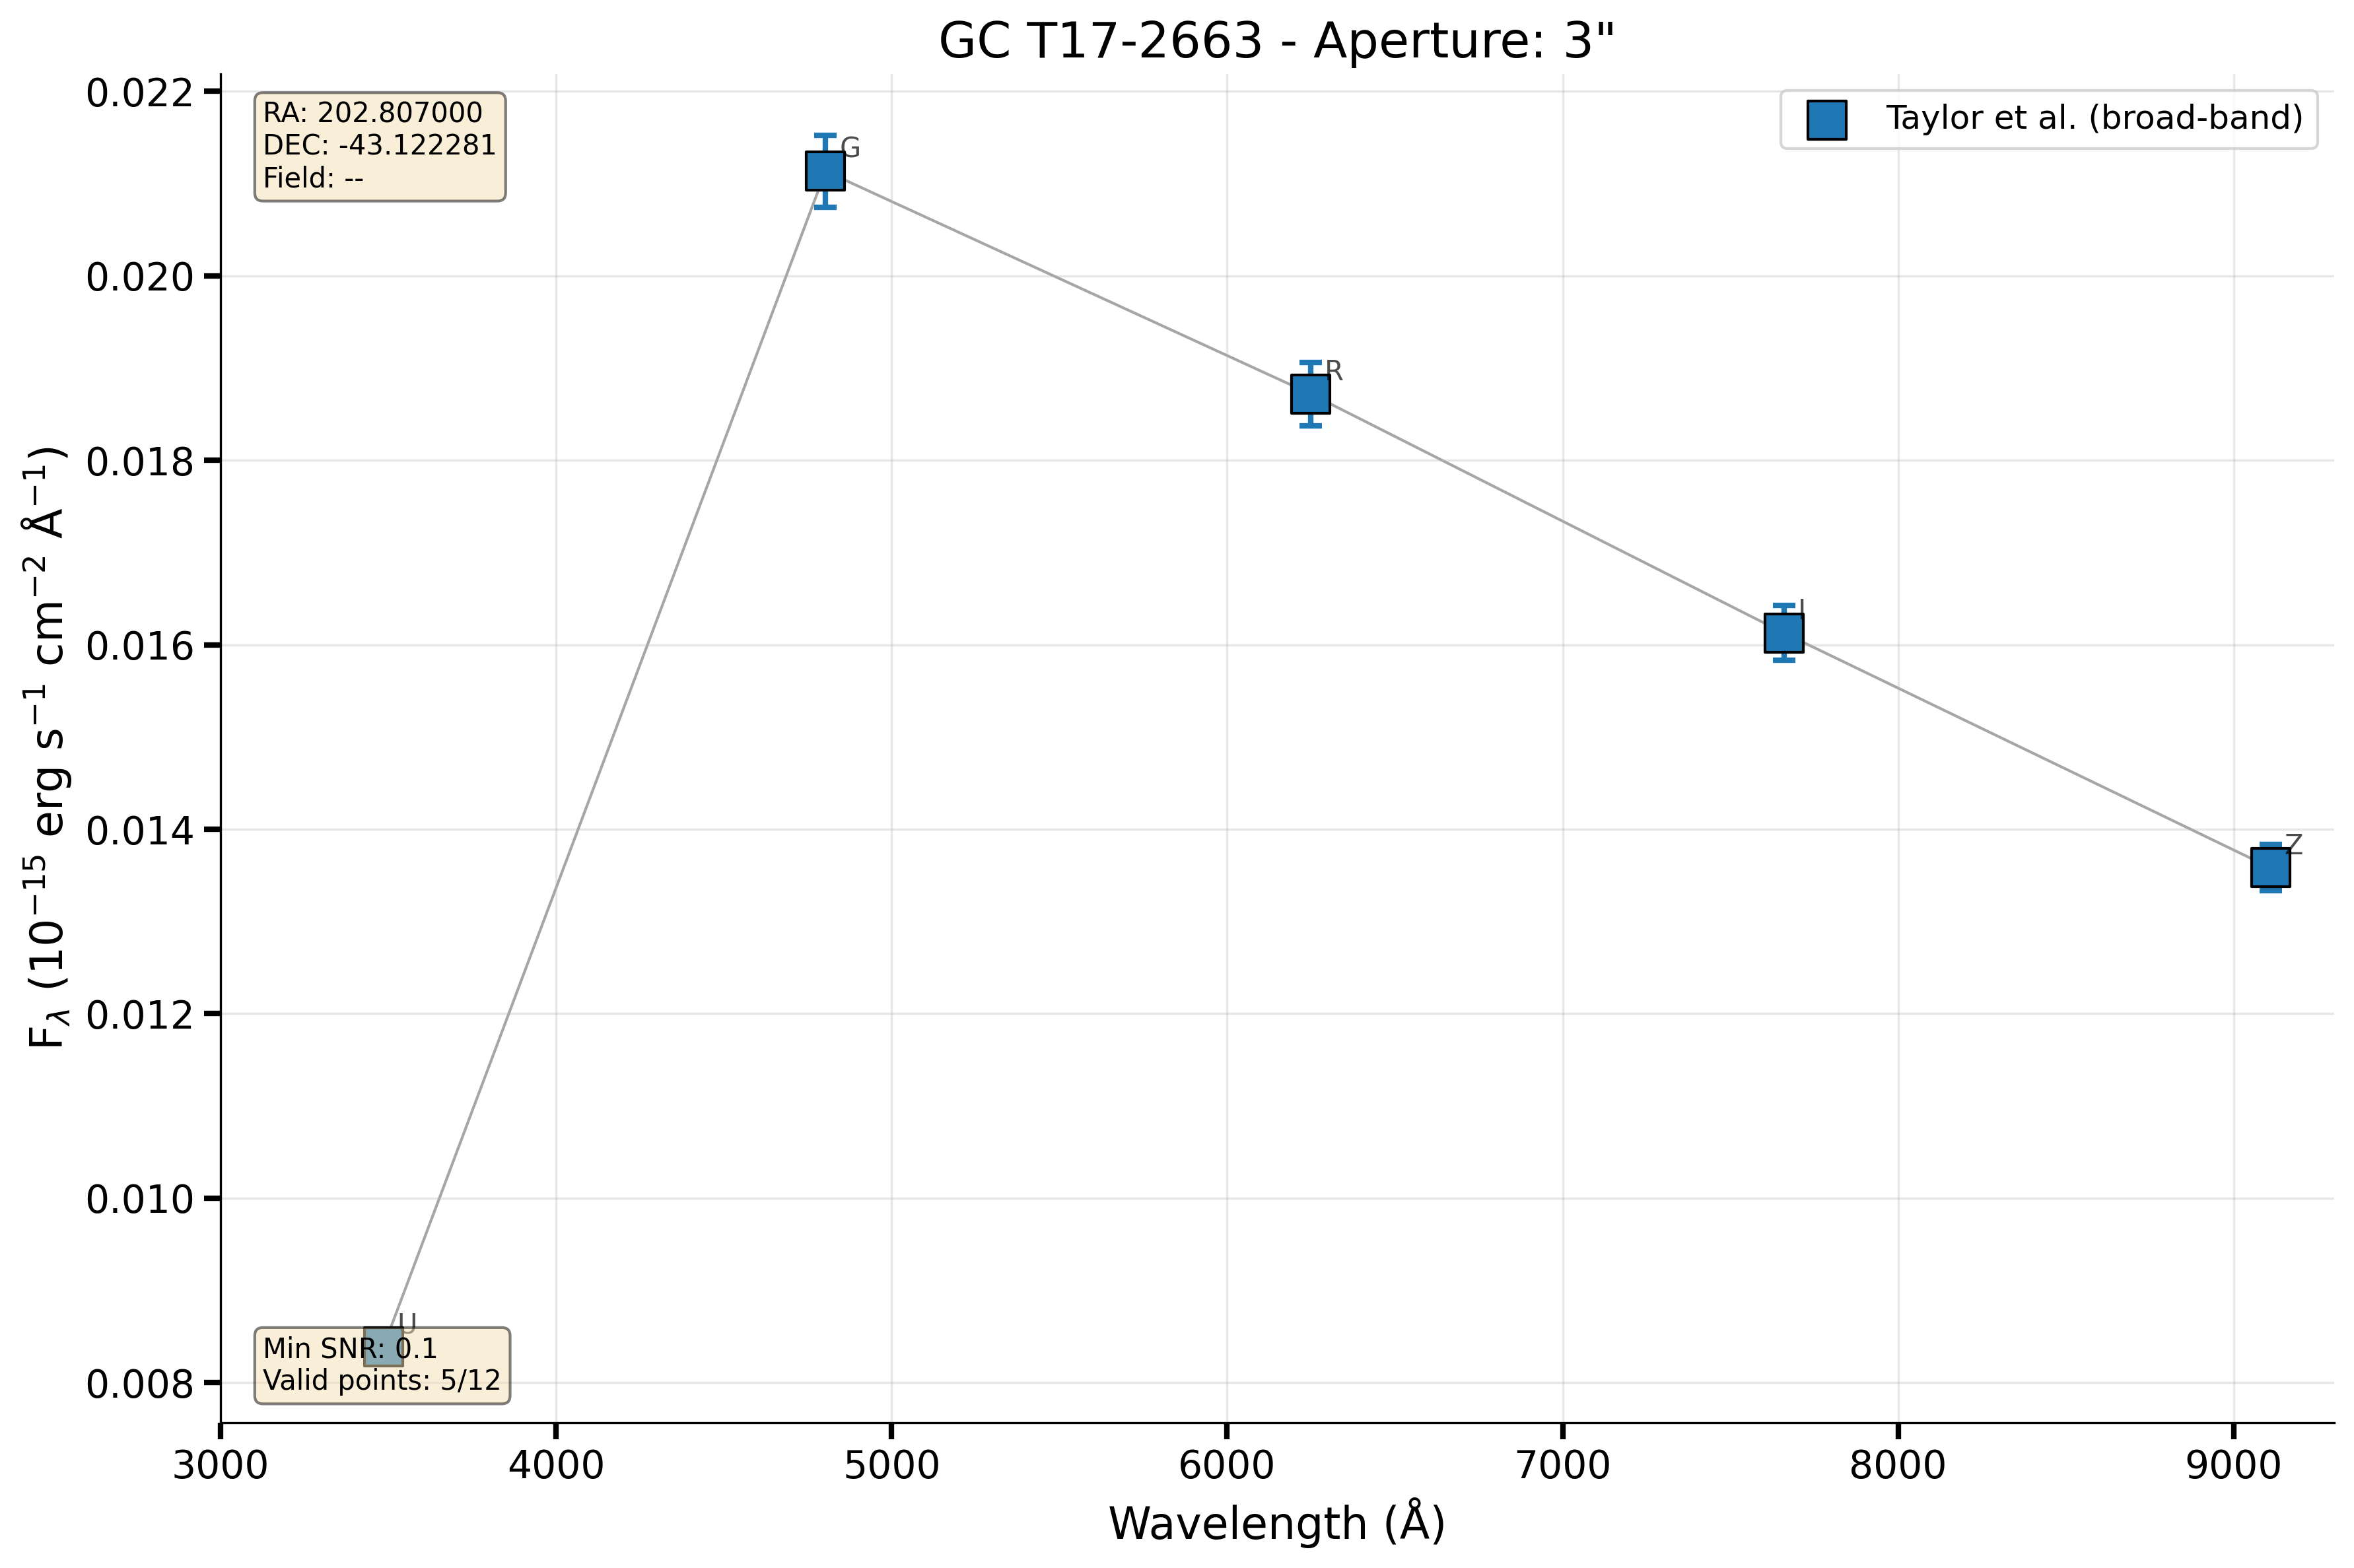 GC T17-2663 - Aperture: 3"
RA: 202.807000
DEC: -43.122281
Field: --
Taylor et al. (broad-band)
G
R
I
Z
U
Min SNR: 0.1
Valid points: 5/12
0.022
0.020
0.018
0.016
0.014
0.012
0.010
0.008
F_λ (10⁻¹⁵ erg s⁻¹ cm⁻² Å⁻¹)
3000 4000 5000 6000 7000 8000 9000
Wavelength (Å)